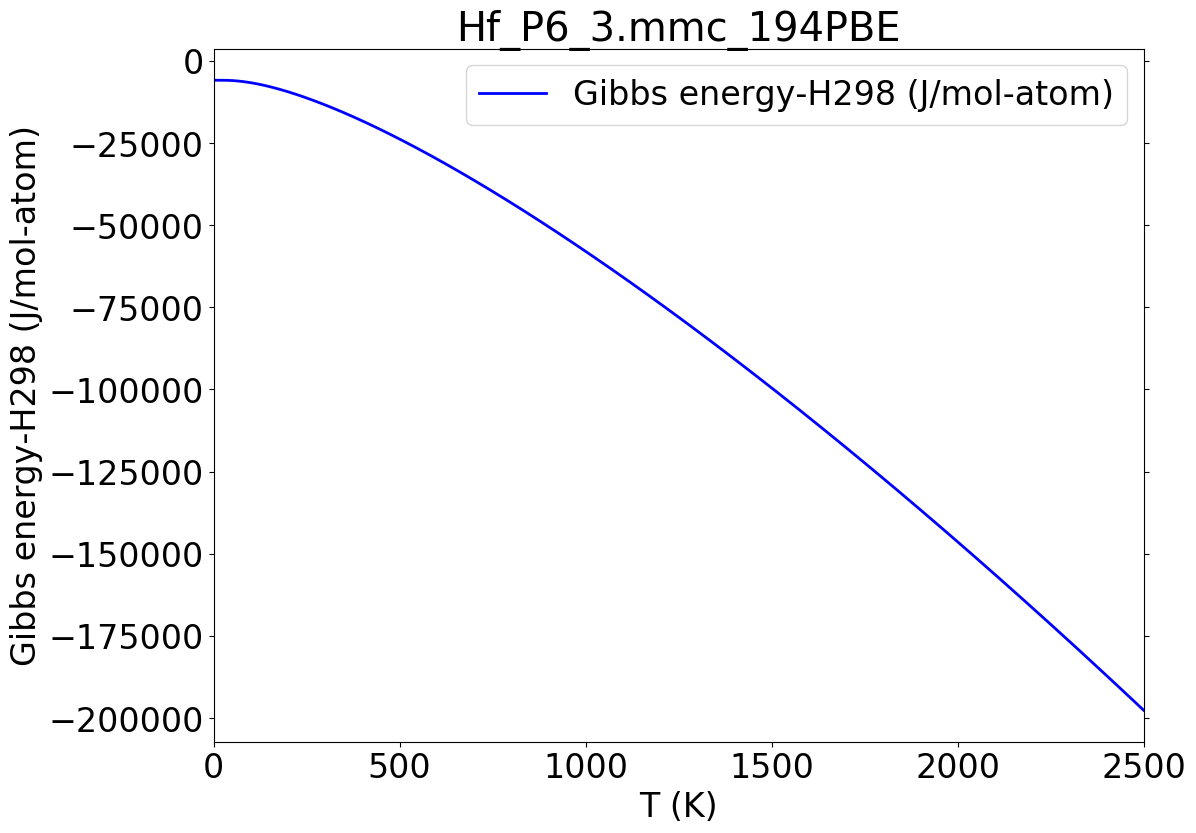 Hf_P6_3.mmc_194PBE
Gibbs energy-H298 (J/mol-atom)
Gibbs energy-H298 (J/mol-atom)
0
−25000
−50000
−75000
−100000
−125000
−150000
−175000
−200000
0 500 1000 1500 2000 2500
T (K)